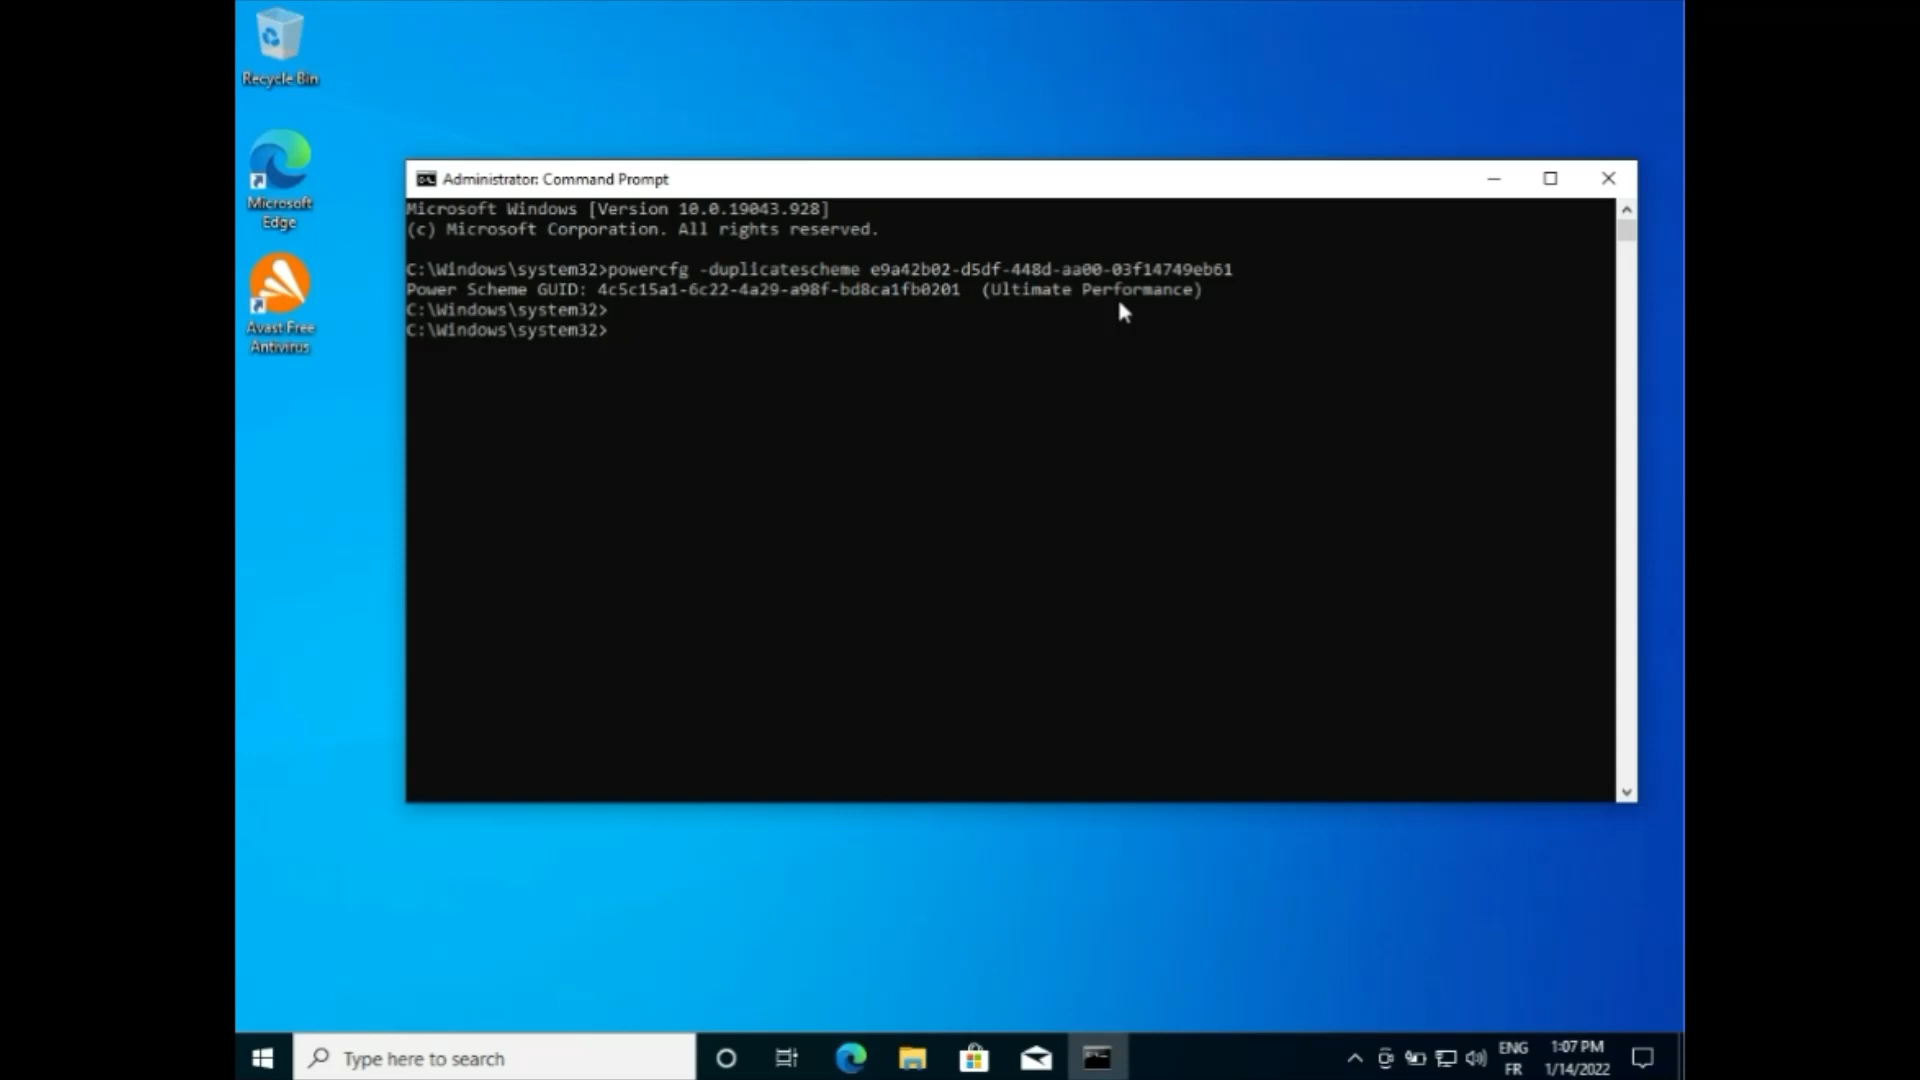 Recycle Bin
Microsoft
Edge
Avast Free
Antivirus
Administrator: Command Prompt
Microsoft Windows [Version 10.0.19043.928]
(c) Microsoft Corporation. All rights reserved.
C:\Windows\system32>powercfg -duplicatescheme e9a42b02-d5df-448d-aa00-03f14749eb61
Power Scheme GUID: 4c5c15a1-6c22-4a29-a98f-bd8ca1fb0201  (Ultimate Performance)
C:\Windows\system32>
C:\Windows\system32>
Type here to search
ENG
FR
1:07 PM
1/14/2022